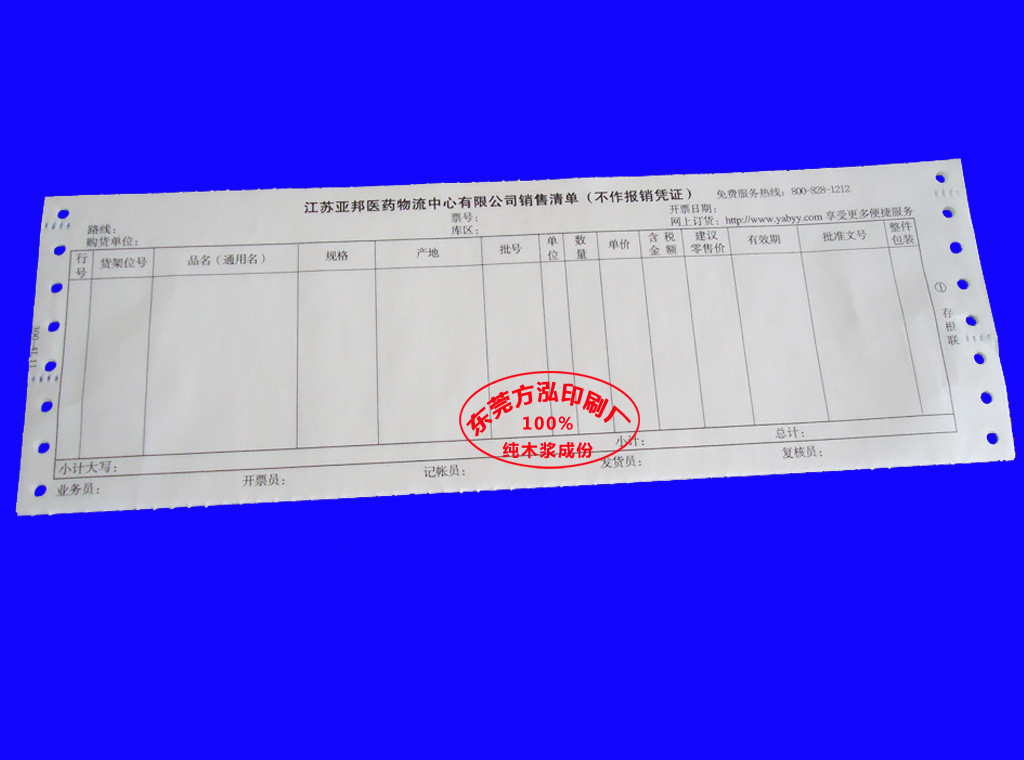 江苏亚邦医药物流中心有限公司销售清单（不作报销凭证） 免费服务热线：800-828-1212
路线： 票号： 开票日期：
购货单位： 库区： 网上订货：http://www.yabyy.com 享受更多便捷服务
行号 货架位号 品名（通用名） 规格 产地 批号 单位 数量 单价 含税金额 建议零售价 有效期 批准文号 整件包装
① 存根联
东莞方泓印刷厂
100%
纯木浆成份
小计大写： 小计： 总计：
业务员： 开票员： 记帐员： 发货员： 复核员：